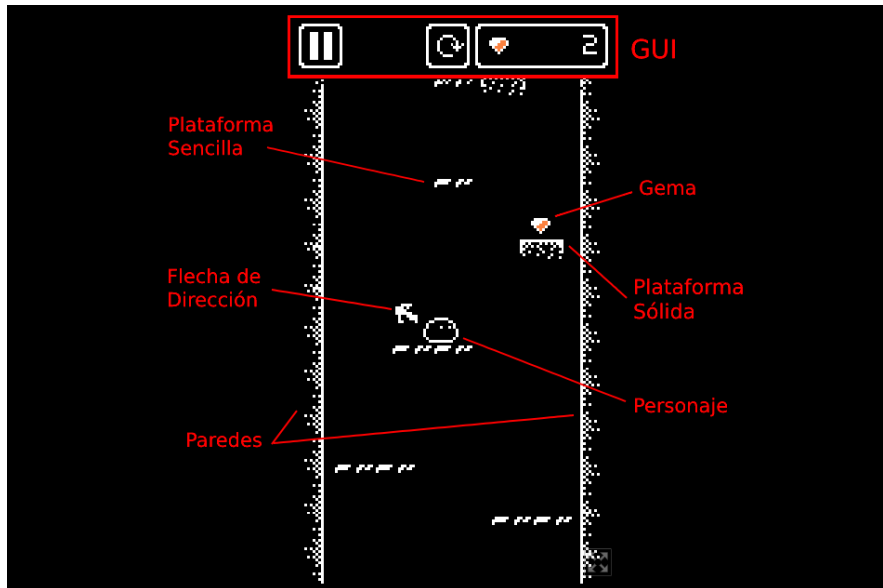 2
GUI
Plataforma
Sencilla
Gema
Flecha de
Dirección
Plataforma
Sólida
Personaje
Paredes